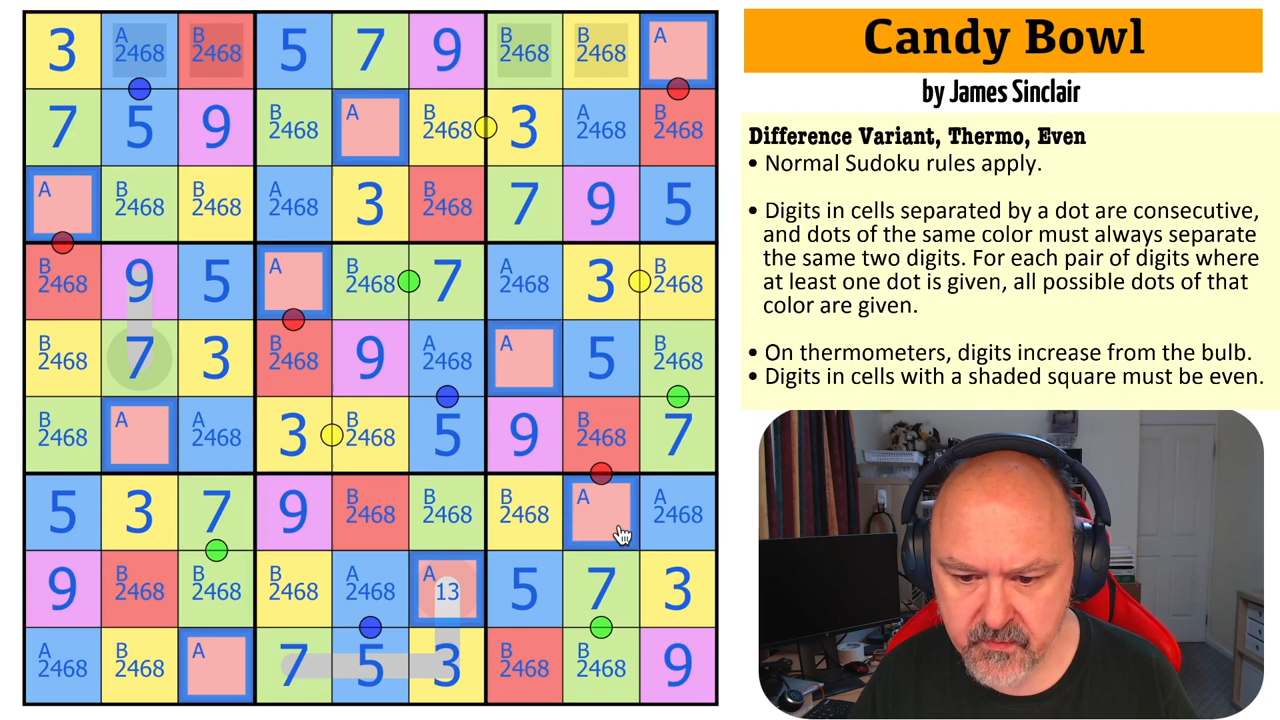 Candy Bowl
by James Sinclair
Difference Variant, Thermo, Even
• Normal Sudoku rules apply.
• Digits in cells separated by a dot are consecutive,
and dots of the same color must always separate
the same two digits. For each pair of digits where
at least one dot is given, all possible dots of that
color are given.
• On thermometers, digits increase from the bulb.
• Digits in cells with a shaded square must be even.
3 A 2468 B 2468 5 7 9 B 2468 B 2468 A
7 5 9 B 2468 A B 2468 3 A 2468 B 2468
A B 2468 B 2468 A 2468 3 B 2468 7 9 5
B 2468 9 5 A B 2468 7 A 2468 3 B 2468
B 2468 7 3 B 2468 9 A 2468 A 5 B 2468
B 2468 A A 2468 3 B 2468 5 9 B 2468 7
5 3 7 9 B 2468 B 2468 B 2468 A A 2468
9 B 2468 B 2468 B 2468 A 2468 A 13 5 7 3
A 2468 B 2468 A 7 5 3 B 2468 B 2468 9